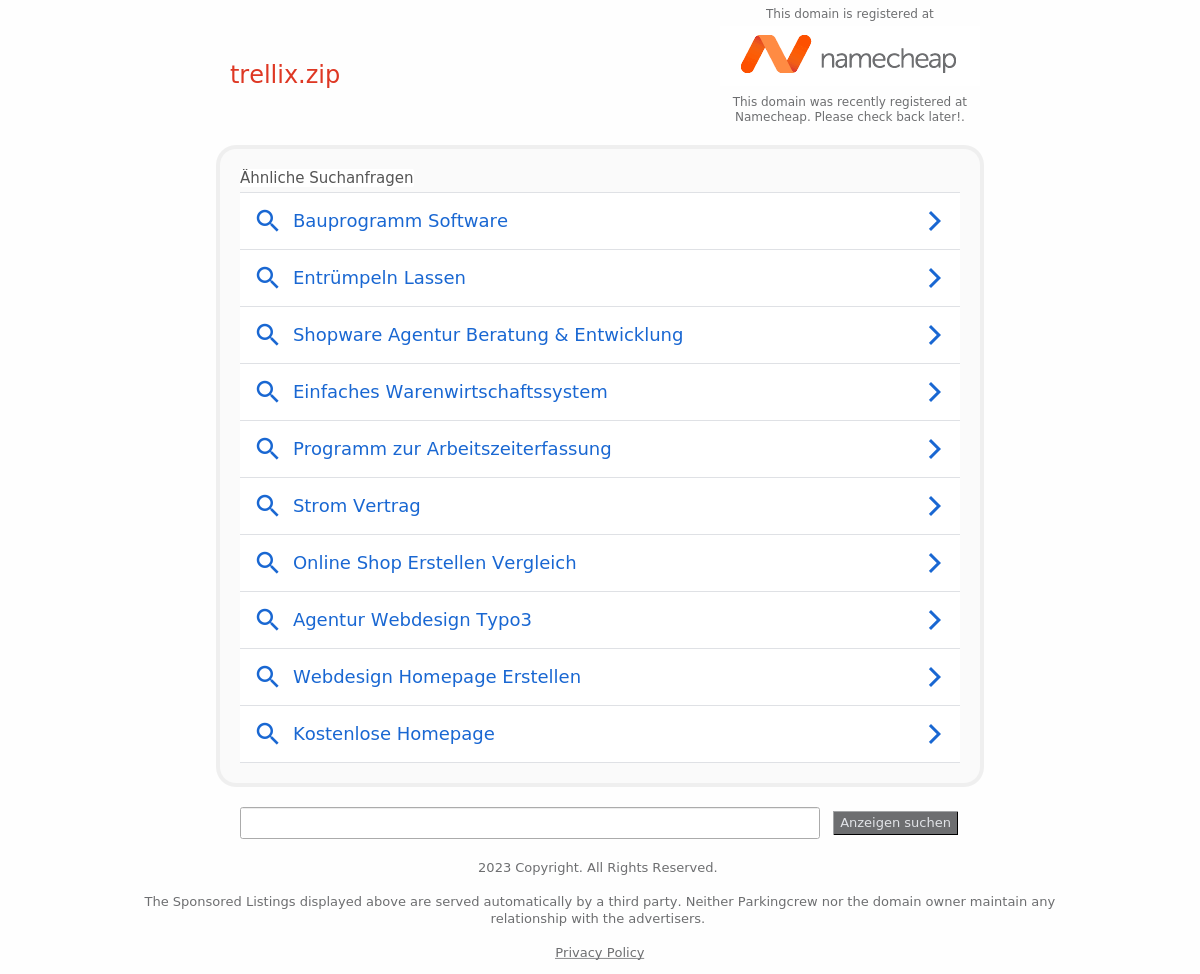 This domain is registered at
namecheap
trellix.zip
This domain was recently registered at
Namecheap. Please check back later!.
Ähnliche Suchanfragen
Bauprogramm Software
Entrümpeln Lassen
Shopware Agentur Beratung & Entwicklung
Einfaches Warenwirtschaftssystem
Programm zur Arbeitszeiterfassung
Strom Vertrag
Online Shop Erstellen Vergleich
Agentur Webdesign Typo3
Webdesign Homepage Erstellen
Kostenlose Homepage
Anzeigen suchen
2023 Copyright. All Rights Reserved.
The Sponsored Listings displayed above are served automatically by a third party. Neither Parkingcrew nor the domain owner maintain any
relationship with the advertisers.
Privacy Policy